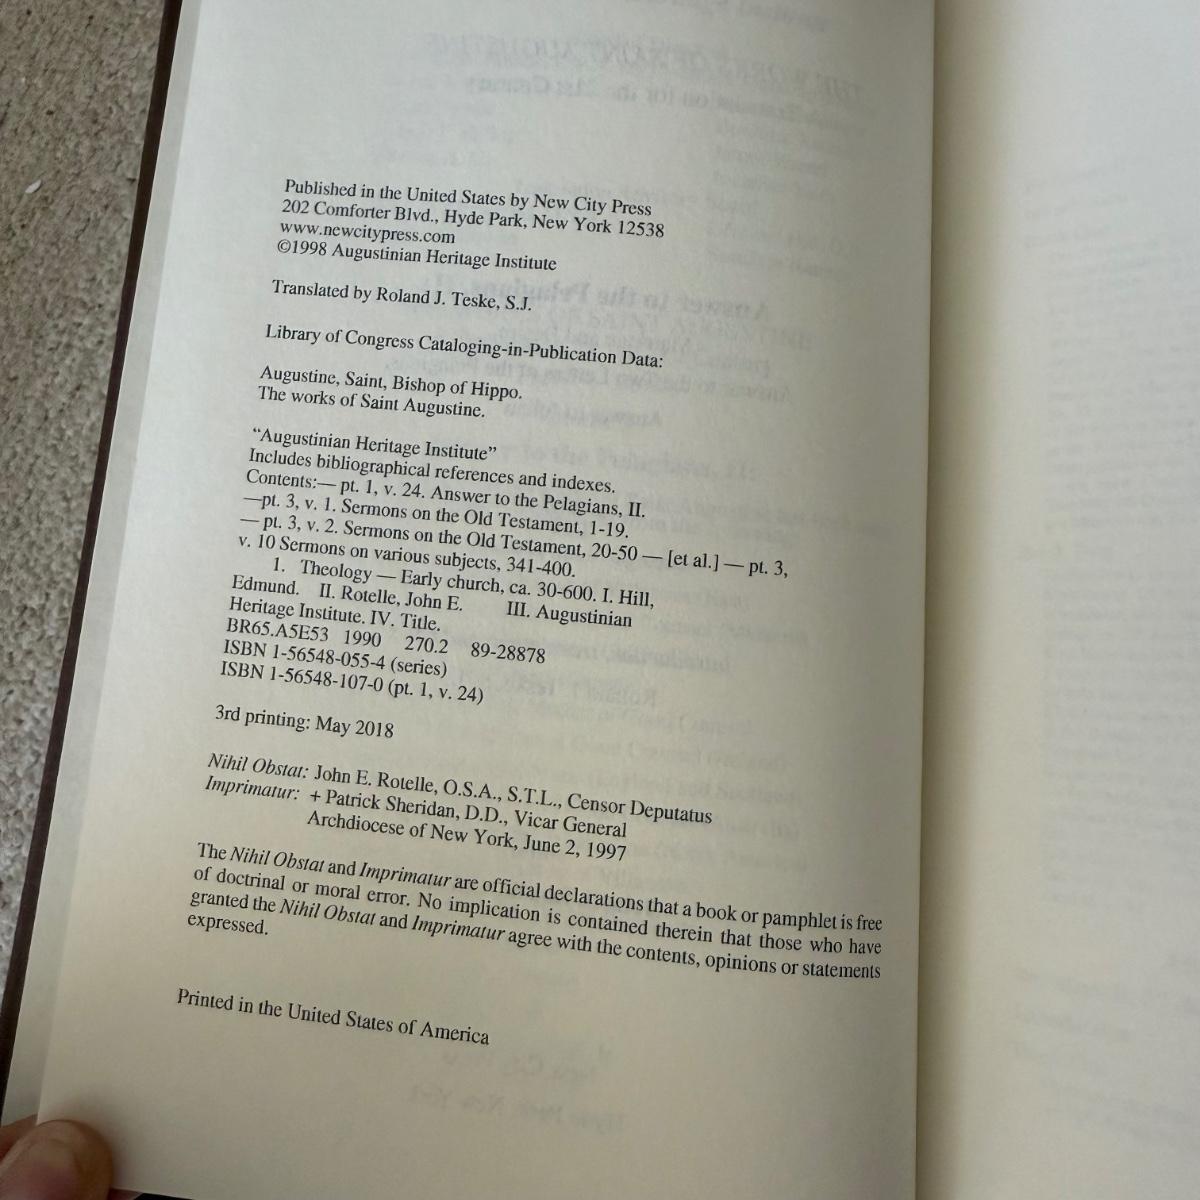 Published in the United States by New City Press
202 Comforter Blvd., Hyde Park, New York 12538
www.newcitypress.com
©1998 Augustinian Heritage Institute
Translated by Roland J. Teske, S.J.
Library of Congress Cataloging-in-Publication Data:
Augustine, Saint, Bishop of Hippo.
The works of Saint Augustine.
“Augustinian Heritage Institute”
Includes bibliographical references and indexes.
Contents:— pt. 1, v. 24. Answer to the Pelagians, II.
—pt. 3, v. 1. Sermons on the Old Testament, 1-19.
— pt. 3, v. 2. Sermons on the Old Testament, 20-50 — [et al.] — pt. 3,
v. 10 Sermons on various subjects, 341-400.
1. Theology — Early church, ca. 30-600. I. Hill,
Edmund. II. Rotelle, John E. III. Augustinian
Heritage Institute. IV. Title.
BR65.A5E53 1990 270.2 89-28878
ISBN 1-56548-055-4 (series)
ISBN 1-56548-107-0 (pt. 1, v. 24)
3rd printing: May 2018
Nihil Obstat: John E. Rotelle, O.S.A., S.T.L., Censor Deputatus
Imprimatur: + Patrick Sheridan, D.D., Vicar General
Archdiocese of New York, June 2, 1997
The Nihil Obstat and Imprimatur are official declarations that a book or pamphlet is free
of doctrinal or moral error. No implication is contained therein that those who have
granted the Nihil Obstat and Imprimatur agree with the contents, opinions or statements
expressed.
Printed in the United States of America